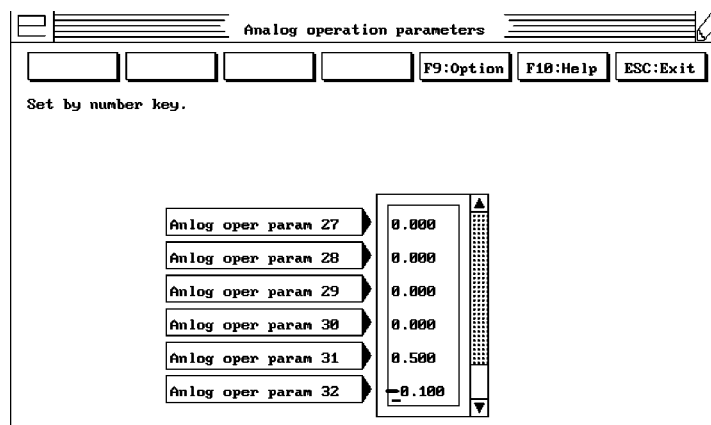 Analog operation parameters
F9:Option F10:Help ESC:Exit
Set by number key.
Anlog oper param 27 0.000
Anlog oper param 28 0.000
Anlog oper param 29 0.000
Anlog oper param 30 0.000
Anlog oper param 31 0.500
Anlog oper param 32 -0.100